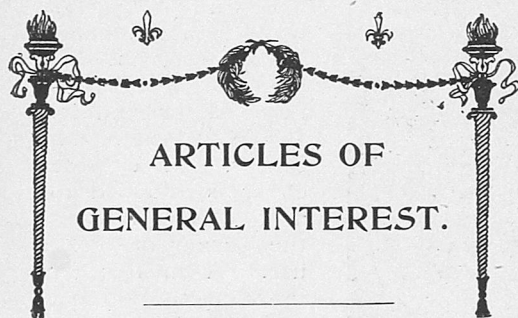 ARTICLES OF
GENERAL INTEREST.